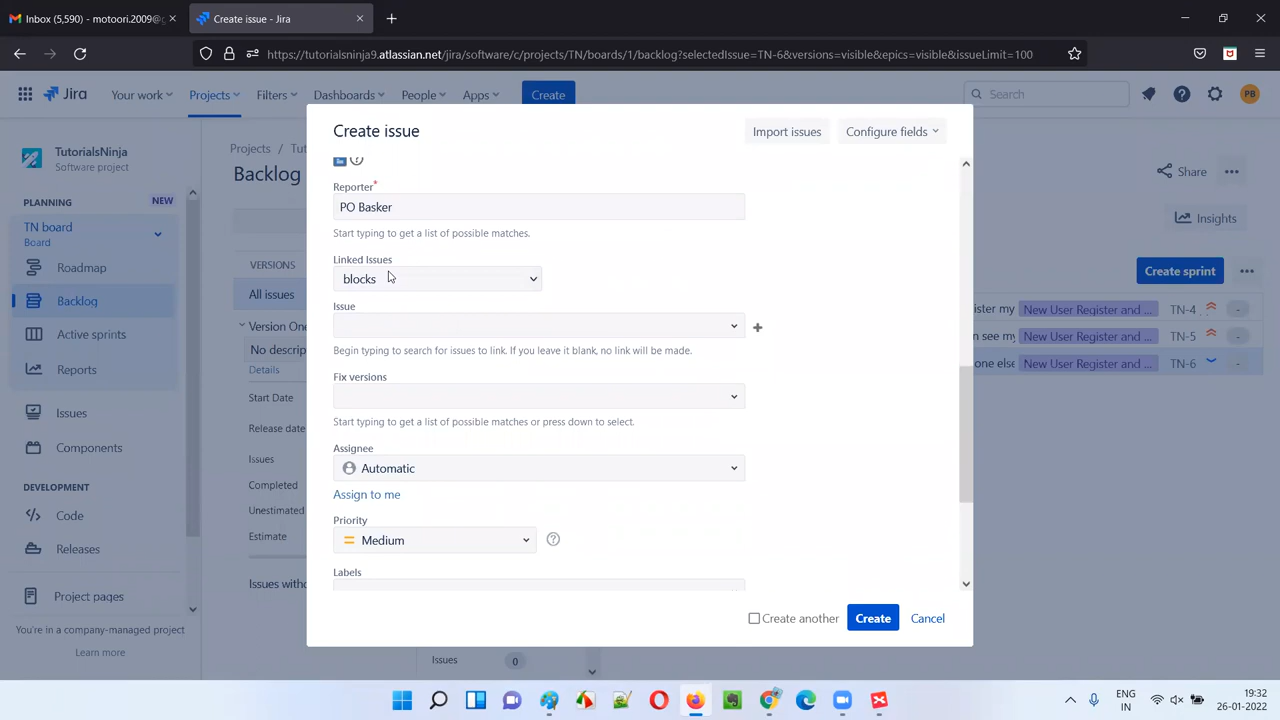 Inbox (5,590) - motoori.2009@g
Create issue - Jira
https://tutorialsninja9.atlassian.net/jira/software/c/projects/TN/boards/1/backlog?selectedIssue=TN-6&versions=visible&epics=visible&issueLimit=100
Jira
Your work
Projects
Filters
Dashboards
People
Apps
Create
Search
PB
TutorialsNinja
Software project
PLANNING
NEW
TN board
Board
Roadmap
Backlog
Active sprints
Reports
Issues
Components
DEVELOPMENT
Code
Releases
Project pages
You're in a company-managed project
Learn more
Projects / Tut
Backlog
VERSIONS
All issues
Version One
No descrip
Details
Start Date
Release date
Issues
Completed
Unestimated
Estimate
Issues witho
Issues 0
Create issue
Import issues
Configure fields
Reporter*
PO Basker
Start typing to get a list of possible matches.
Linked Issues
blocks
Issue
Begin typing to search for issues to link. If you leave it blank, no link will be made.
Fix versions
Start typing to get a list of possible matches or press down to select.
Assignee
Automatic
Assign to me
Priority
Medium
Labels
Create another
Create
Cancel
Share
Insights
Create sprint
ister my New User Register and ... TN-4 -
n see my New User Register and ... TN-5 -
one else New User Register and ... TN-6 -
ENG
IN
19:32
26-01-2022